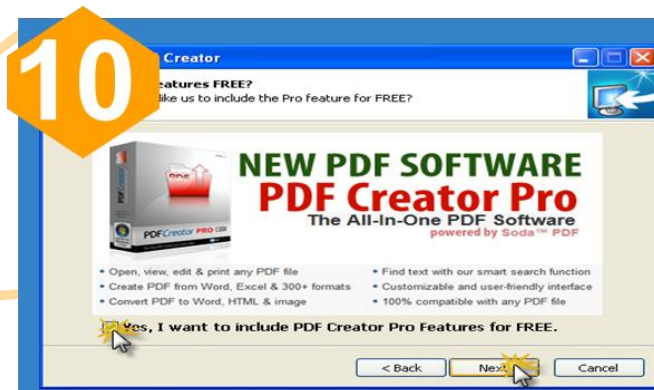 10
Creator
eatures FREE?
like us to include the Pro feature for FREE?
NEW PDF SOFTWARE
PDF Creator Pro
The All-In-One PDF Software
powered by Soda™ PDF
PDF
PDFCreator
PDFCreator PRO
• Open, view, edit & print any PDF file
• Create PDF from Word, Excel & 300+ formats
• Convert PDF to Word, HTML & image
• Find text with our smart search function
• Customizable and user-friendly interface
• 100% compatible with any PDF file
Yes, I want to include PDF Creator Pro Features for FREE.
< Back
Next
Cancel